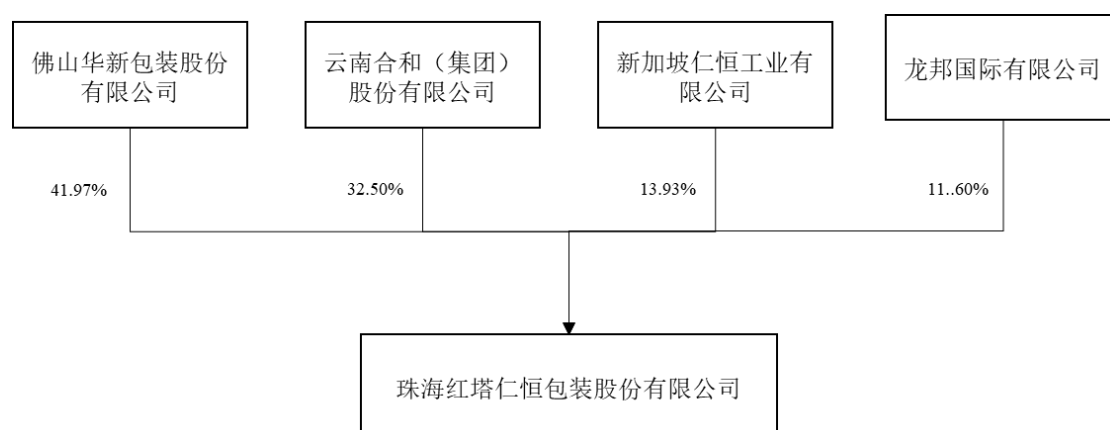 佛山华新包装股份
有限公司
云南合和（集团）
股份有限公司
新加坡仁恒工业有
限公司
龙邦国际有限公司
41.97%
32.50%
13.93%
11..60%
珠海红塔仁恒包装股份有限公司